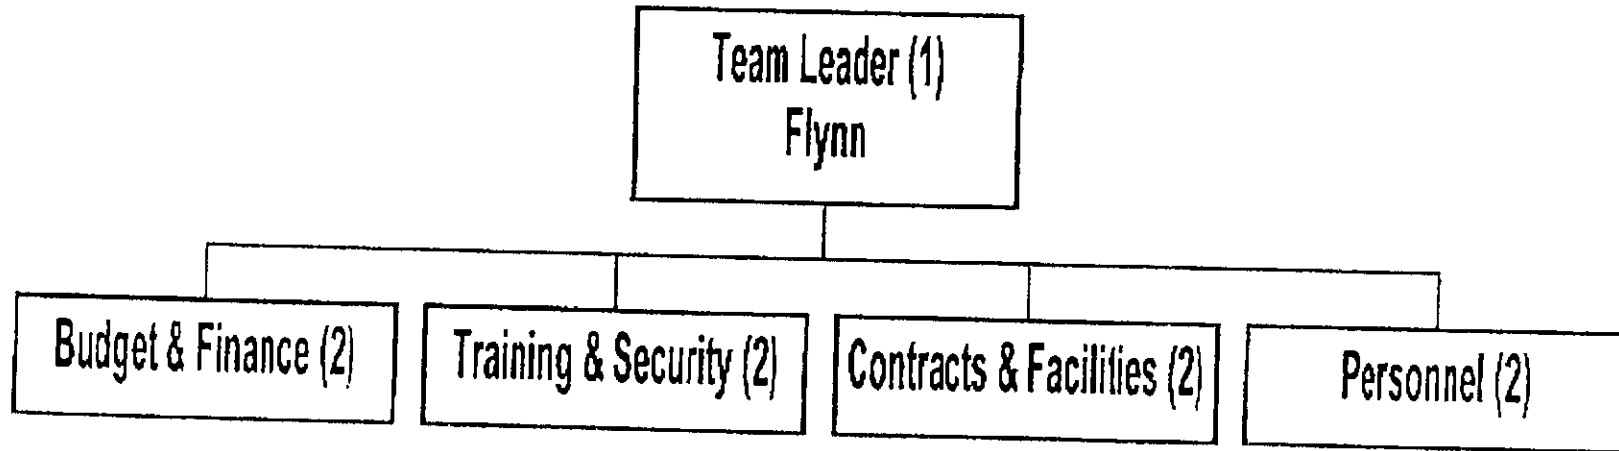 Team Leader (1)
Flynn
Budget & Finance (2)
Training & Security (2)
Contracts & Facilities (2)
Personnel (2)